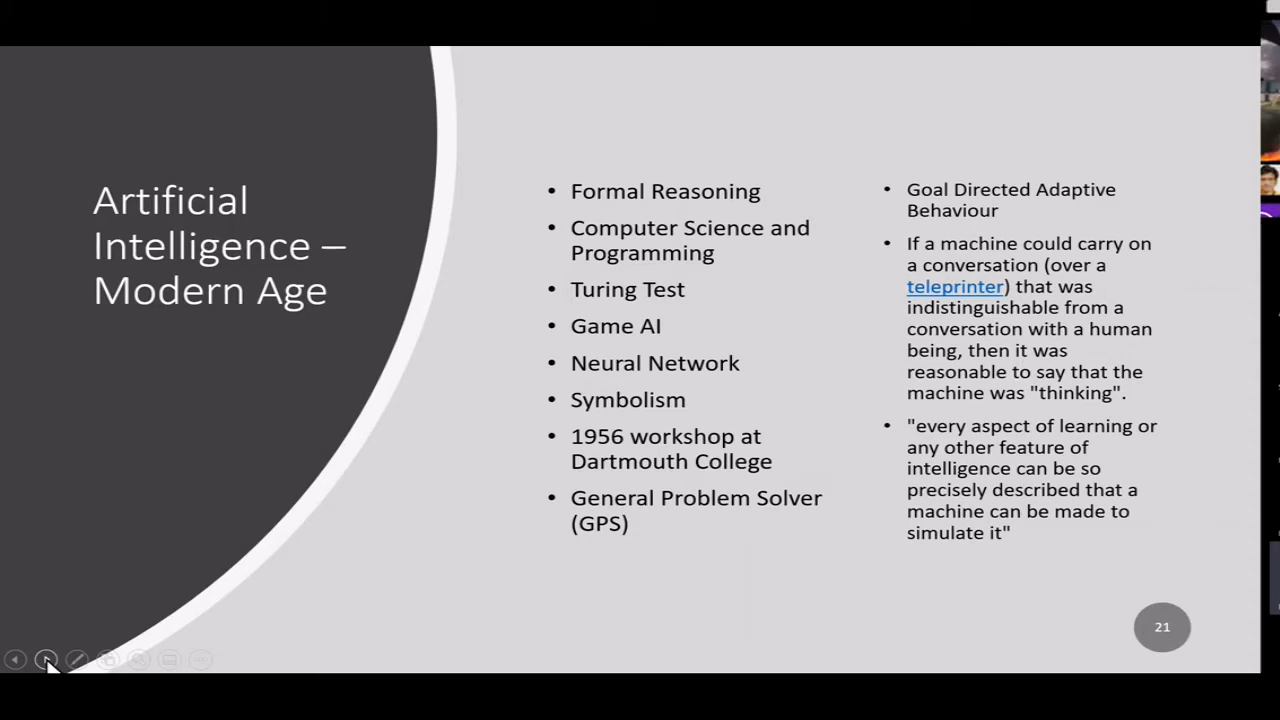 Artificial
Intelligence –
Modern Age
• Formal Reasoning
• Computer Science and
Programming
• Turing Test
• Game AI
• Neural Network
• Symbolism
• 1956 workshop at
Dartmouth College
• General Problem Solver
(GPS)
• Goal Directed Adaptive
Behaviour
• If a machine could carry on
a conversation (over a
teleprinter) that was
indistinguishable from a
conversation with a human
being, then it was
reasonable to say that the
machine was "thinking".
• "every aspect of learning or
any other feature of
intelligence can be so
precisely described that a
machine can be made to
simulate it"
21